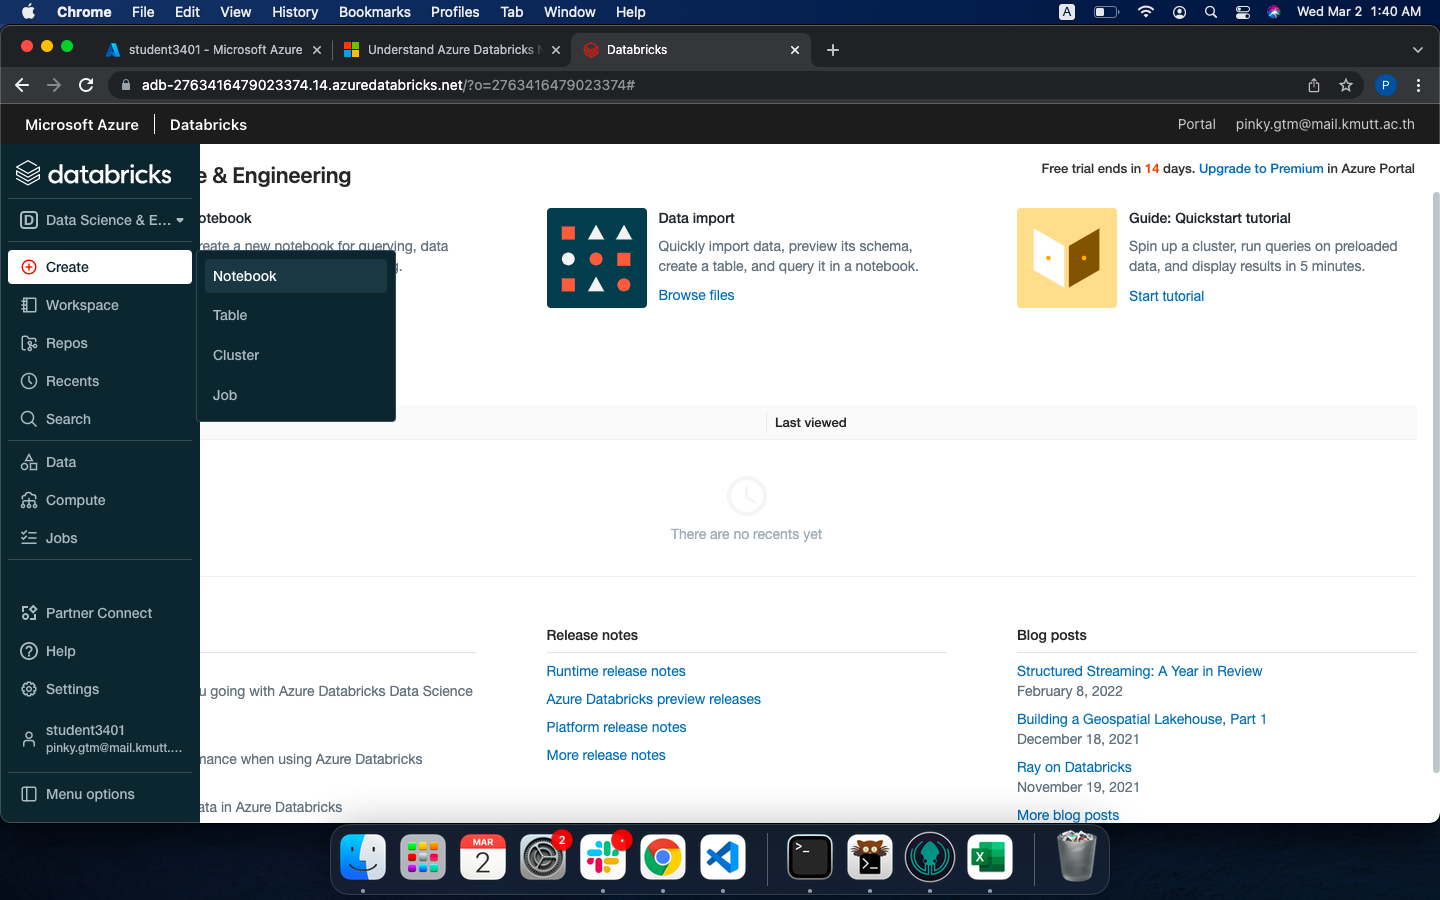 Chrome File Edit View History Bookmarks Profiles Tab Window Help
A Wed Mar 2 1:40 AM
student3401 - Microsoft Azure
Understand Azure Databricks
Databricks
adb-2763416479023374.14.azuredatabricks.net/?o=2763416479023374#
P
Microsoft Azure Databricks
Portal pinky.gtm@mail.kmutt.ac.th
databricks
D Data Science & E...
Create
Workspace
Repos
Recents
Search
Data
Compute
Jobs
Partner Connect
Help
Settings
student3401
pinky.gtm@mail.kmutt....
Menu options
Notebook
Table
Cluster
Job
e & Engineering
Free trial ends in 14 days. Upgrade to Premium in Azure Portal
otebook
reate a new notebook for querying, data
g.
Data import
Quickly import data, preview its schema,
create a table, and query it in a notebook.
Browse files
Guide: Quickstart tutorial
Spin up a cluster, run queries on preloaded
data, and display results in 5 minutes.
Start tutorial
Last viewed
There are no recents yet
u going with Azure Databricks Data Science
mance when using Azure Databricks
ata in Azure Databricks
Release notes
Runtime release notes
Azure Databricks preview releases
Platform release notes
More release notes
Blog posts
Structured Streaming: A Year in Review
February 8, 2022
Building a Geospatial Lakehouse, Part 1
December 18, 2021
Ray on Databricks
November 19, 2021
More blog posts
MAR
2
2